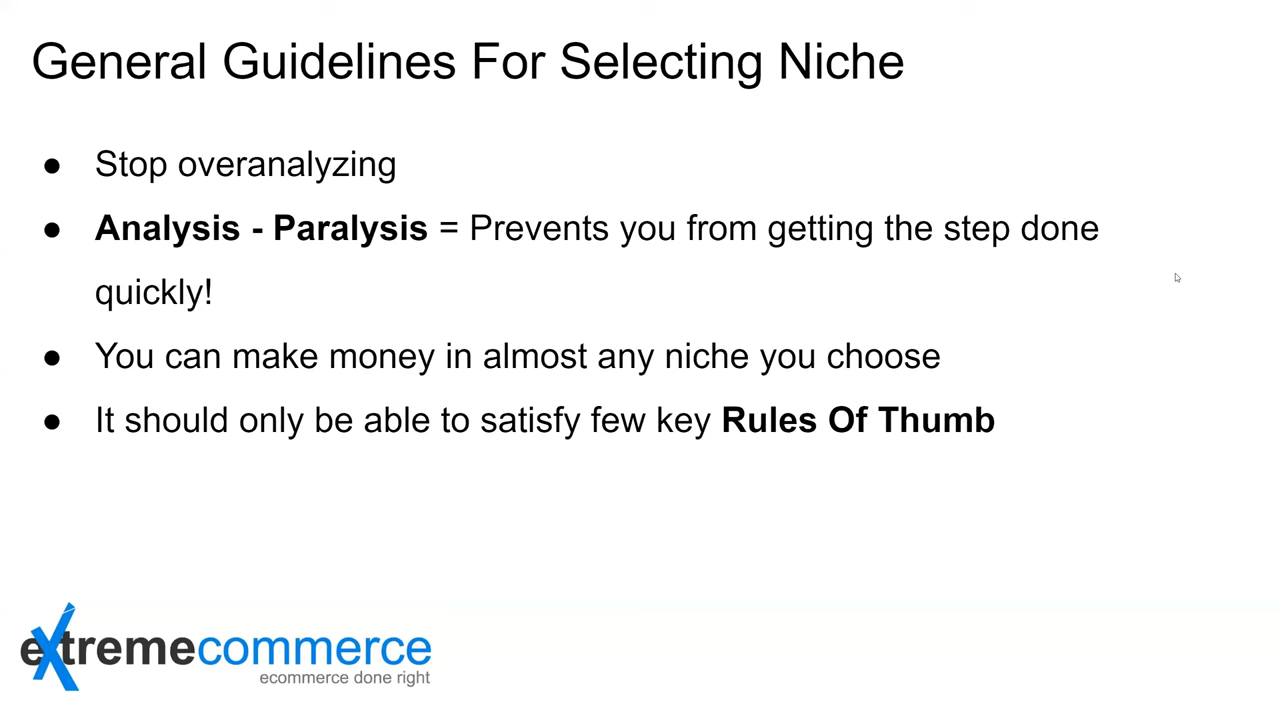 General Guidelines For Selecting Niche
● Stop overanalyzing
● Analysis - Paralysis = Prevents you from getting the step done
quickly!
● You can make money in almost any niche you choose
● It should only be able to satisfy few key Rules Of Thumb
extremecommerce
ecommerce done right